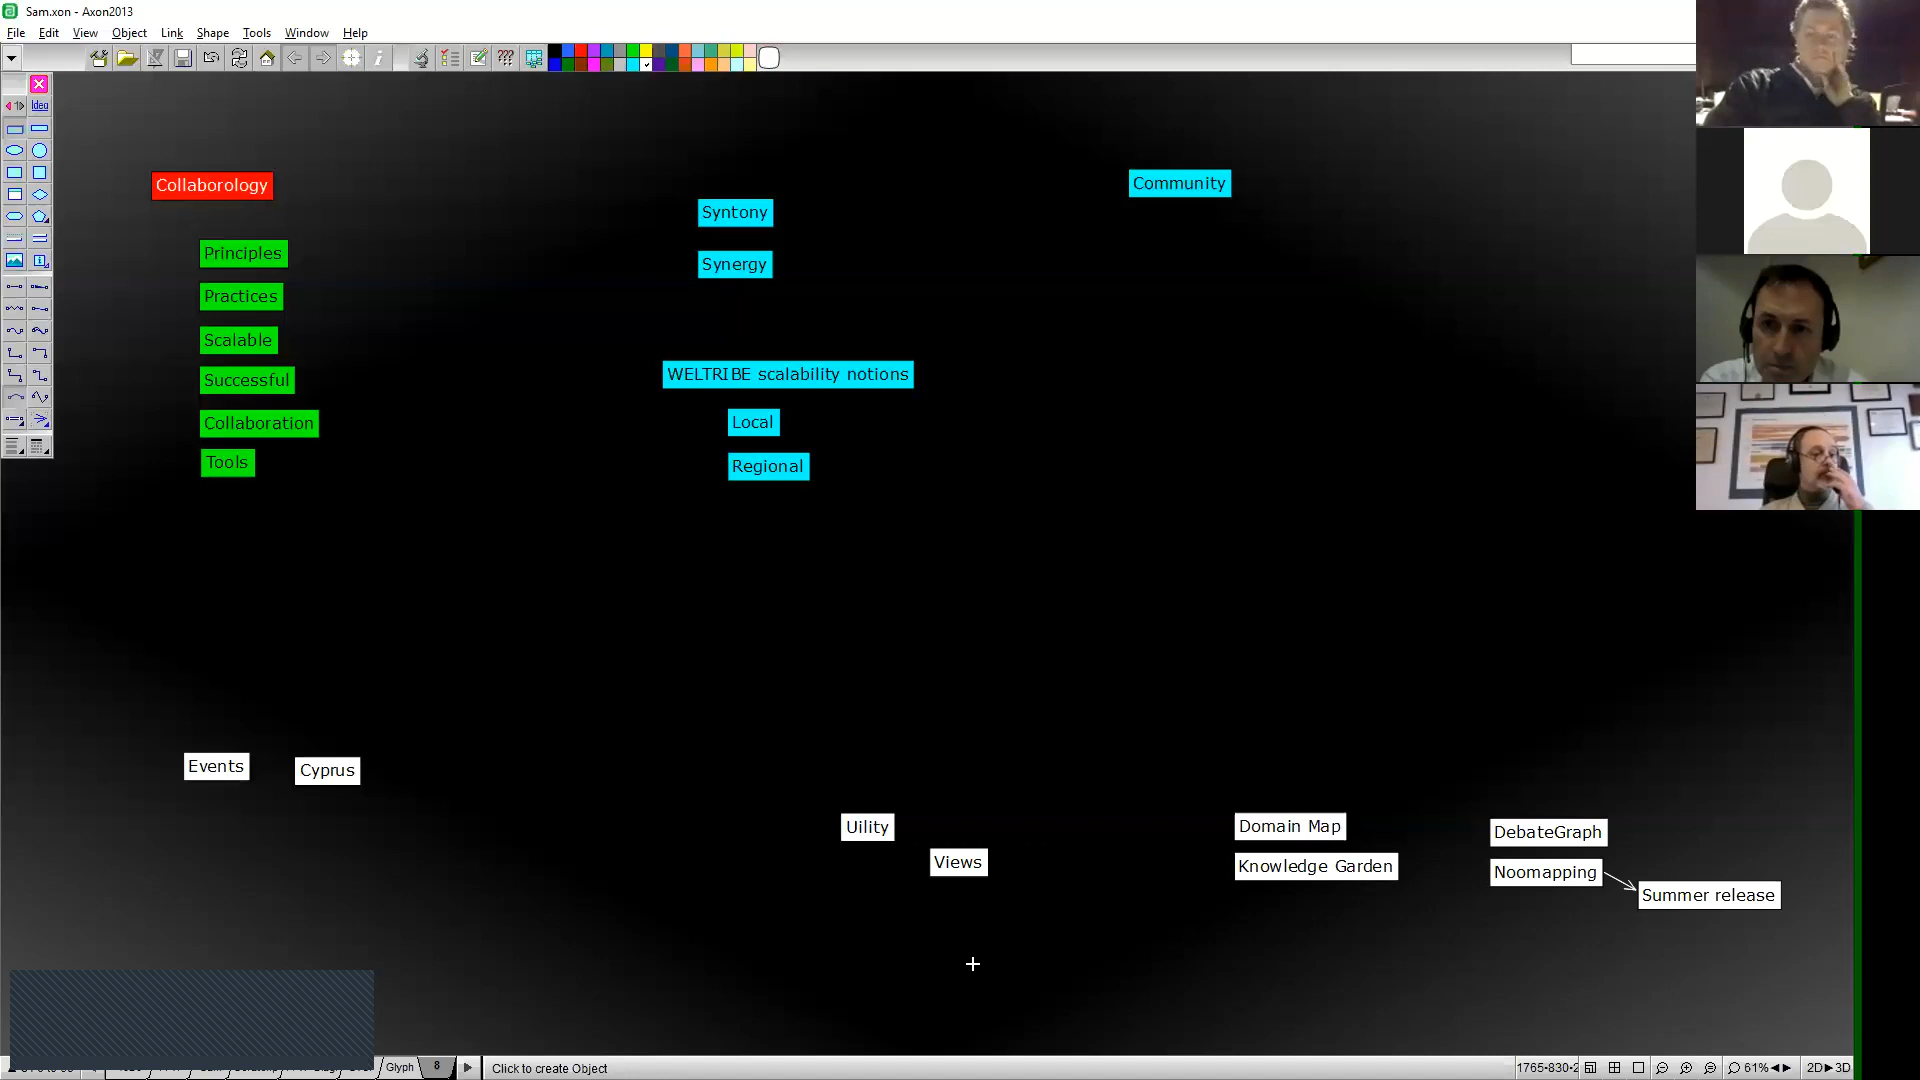 Sam.xon - Axon2013
File Edit View Object Link Shape Tools Window Help
Idea
Collaborology
Community
Syntony
Principles
Synergy
Practices
Scalable
WELTRIBE scalability notions
Successful
Collaboration
Local
Tools
Regional
Events
Cyprus
Uility
Domain Map
DebateGraph
Views
Knowledge Garden
Noomapping
Summer release
Glyph 8 Click to create Object 61% 2D 3D